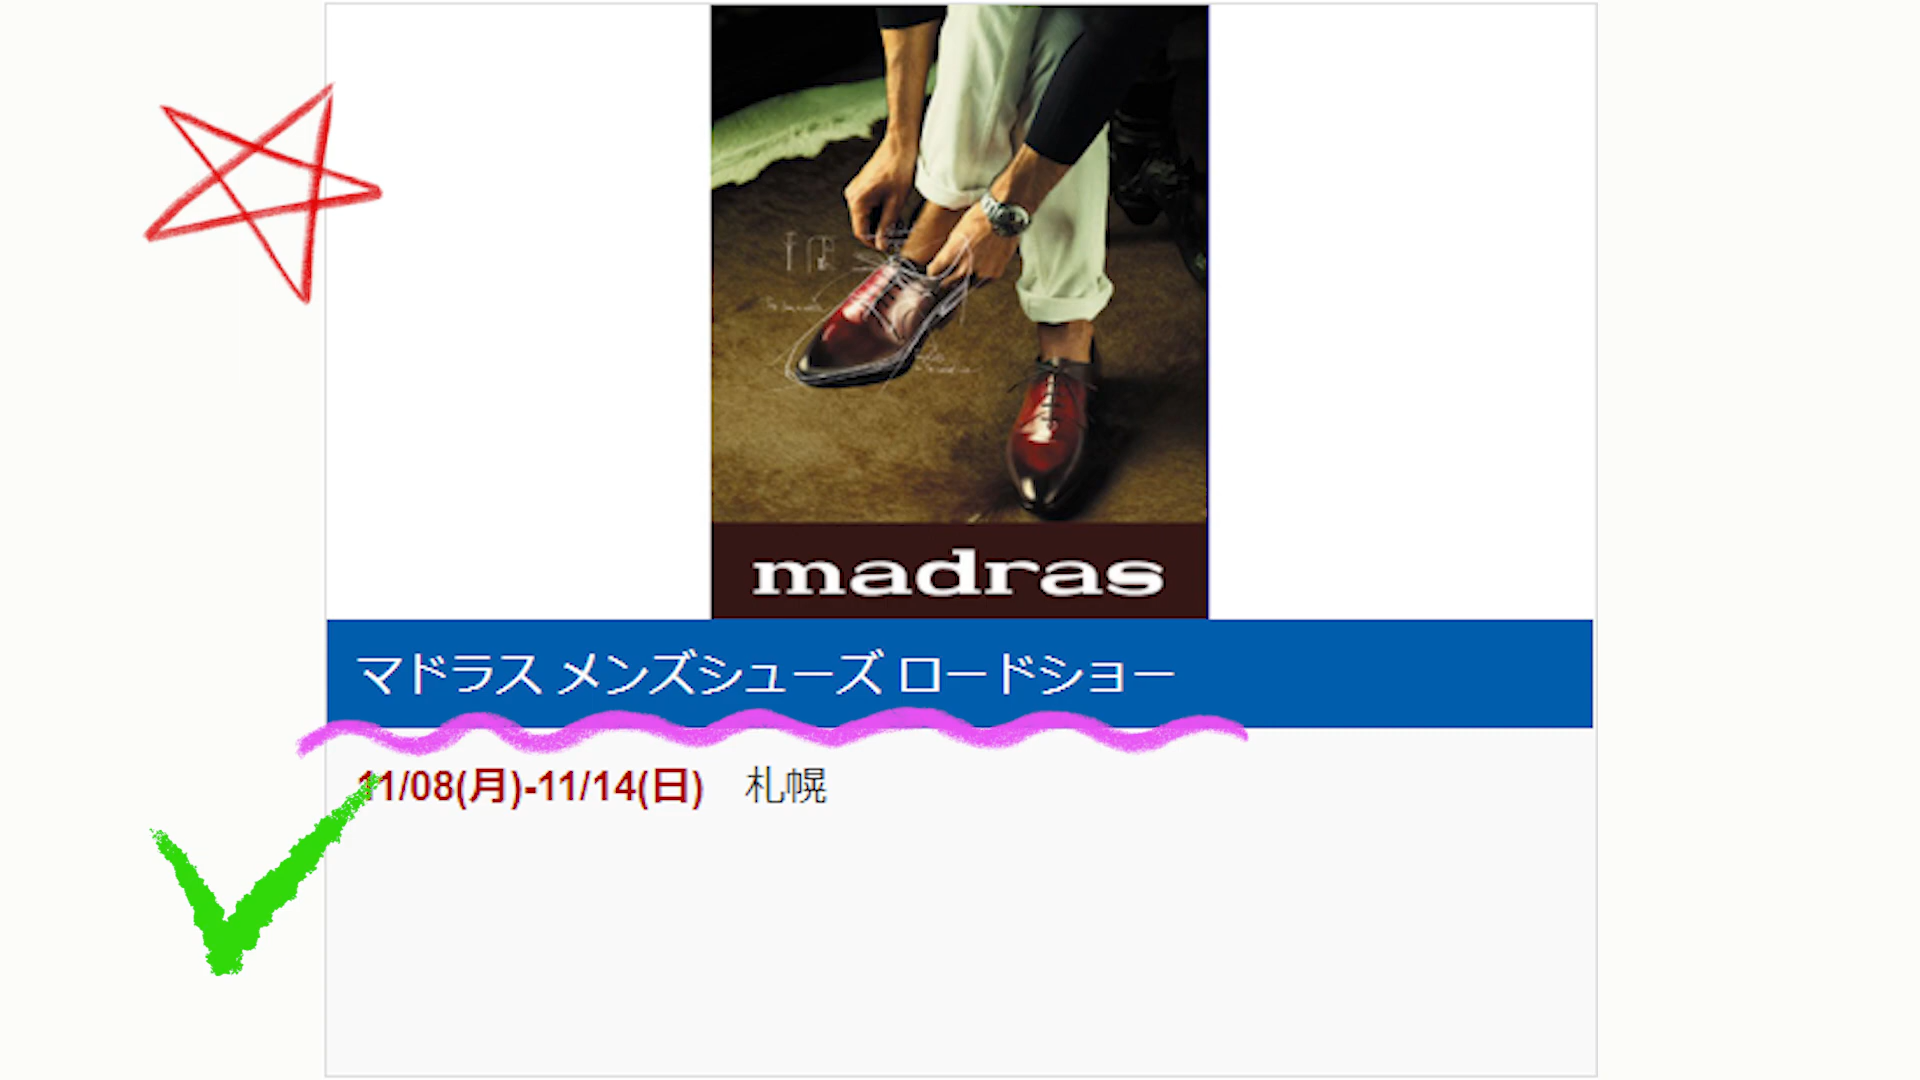 madras
マドラス メンズシューズ ロードショー
11/08(月)-11/14(日)　札幌